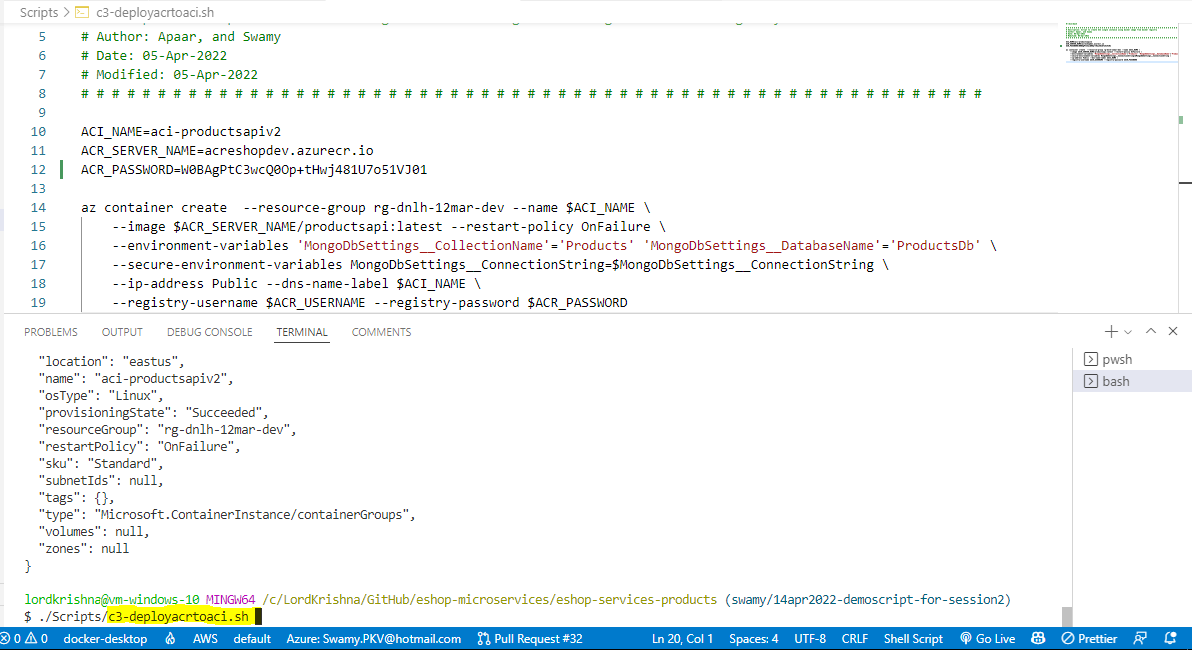 Scripts > c3-deployacrtoaci.sh
5 # Author: Apaar, and Swamy
6 # Date: 05-Apr-2022
7 # Modified: 05-Apr-2022
8 # # # # # # # # # # # # # # # # # # # # # # # # # # # # # # # # # # # # # # # # # # # # # # # # # # # # # # # # # # #
9
10 ACI_NAME=aci-productsapiv2
11 ACR_SERVER_NAME=acreshopdev.azurecr.io
12 ACR_PASSWORD=W0BAgPtC3wcQ0Op+tHwj481U7o51VJ01
13
14 az container create  --resource-group rg-dnlh-12mar-dev --name $ACI_NAME \
15 --image $ACR_SERVER_NAME/productsapi:latest --restart-policy OnFailure \
16 --environment-variables 'MongoDbSettings__CollectionName'='Products' 'MongoDbSettings__DatabaseName'='ProductsDb' \
17 --secure-environment-variables MongoDbSettings__ConnectionString=$MongoDbSettings__ConnectionString \
18 --ip-address Public --dns-name-label $ACI_NAME \
19 --registry-username $ACR_USERNAME --registry-password $ACR_PASSWORD
PROBLEMS OUTPUT DEBUG CONSOLE TERMINAL COMMENTS
"location": "eastus",
"name": "aci-productsapiv2",
"osType": "Linux",
"provisioningState": "Succeeded",
"resourceGroup": "rg-dnlh-12mar-dev",
"restartPolicy": "OnFailure",
"sku": "Standard",
"subnetIds": null,
"tags": {},
"type": "Microsoft.ContainerInstance/containerGroups",
"volumes": null,
"zones": null
}
pwsh
bash
lordkrishna@vm-windows-10 MINGW64 /c/LordKrishna/GitHub/eshop-microservices/eshop-services-products (swamy/14apr2022-demoscript-for-session2)
$ ./Scripts/c3-deployacrtoaci.sh
0 0 docker-desktop AWS default Azure: Swamy.PKV@hotmail.com Pull Request #32 Ln 20, Col 1 Spaces: 4 UTF-8 CRLF Shell Script Go Live Prettier